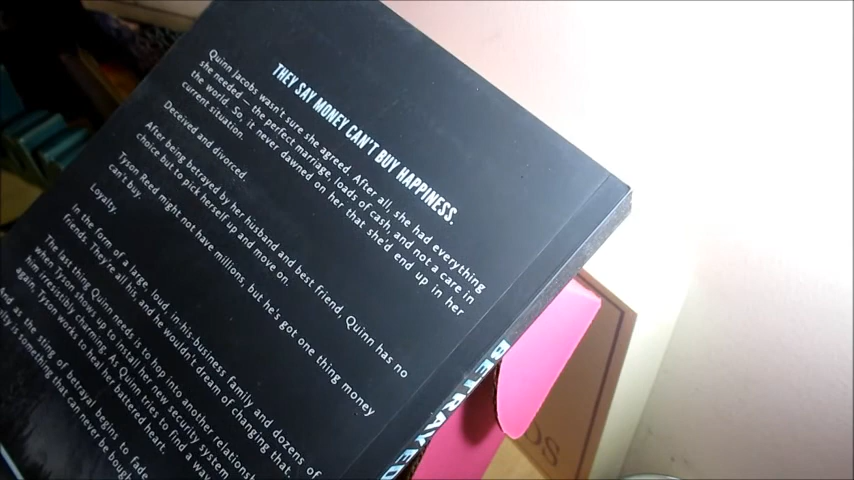 THEY SAY MONEY CAN'T BUY HAPPINESS.
Quinn Jacobs wasn't sure she agreed. After all, she had everything
she needed — the perfect marriage, loads of cash, and not a care in
the world. So, it never dawned on her that she'd end up in her
current situation.
Deceived and divorced.
After being betrayed by her husband and best friend, Quinn has no
choice but to pick herself up and move on.
Tyson Reed might not have millions, but he's got one thing money
can't buy.
Loyalty.
In the form of a large, loud, in-his-business family and dozens of
friends. They're all his, and he wouldn't dream of changing that.
The last thing Quinn needs is to hop into another relationsh
when Tyson shows up to install her new security system
him irresistibly charming. As Quinn tries to find a way
again, Tyson works to heal her battered heart.
And as the sting of betrayal begins to fade
is something that can never be bough
BETRAYED
OS